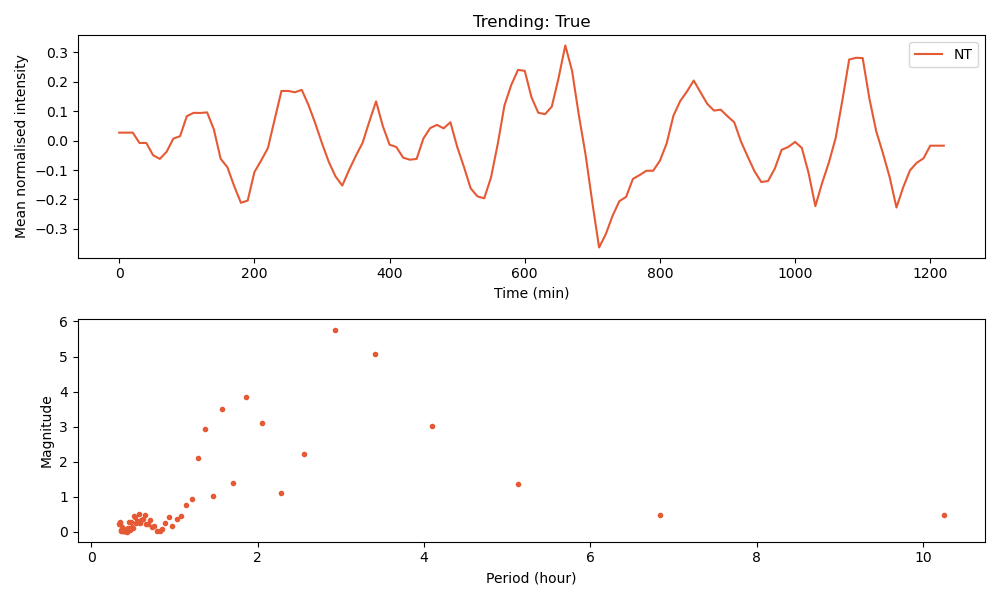 Trending: True
NT
Mean normalised intensity
0.3
0.2
0.1
0.0
−0.1
−0.2
−0.3
0 200 400 600 800 1000 1200
Time (min)
Magnitude
6
5
4
3
2
1
0
0 2 4 6 8 10
Period (hour)